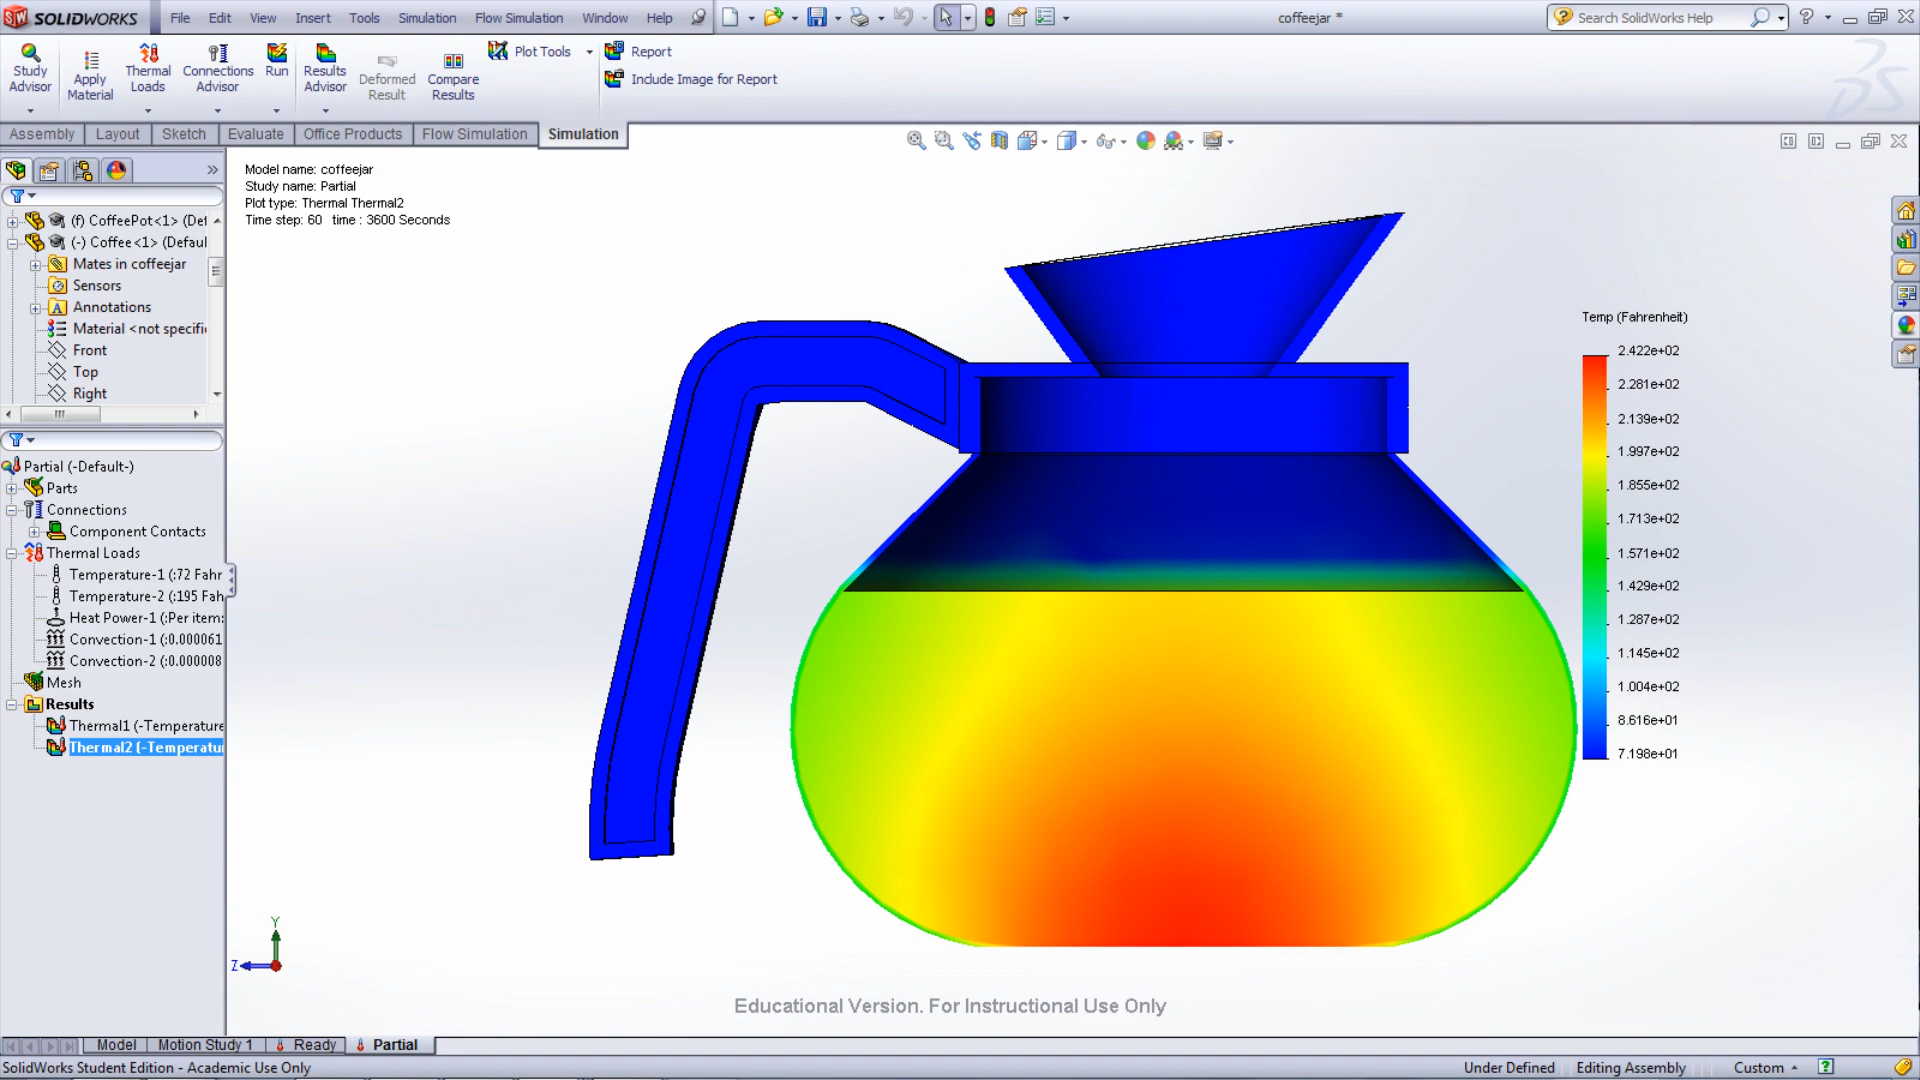 SOLIDWORKS
File Edit View Insert Tools Simulation Flow Simulation Window Help
coffeejar *
Search SolidWorks Help
Study Advisor
Apply Material
Thermal Loads
Connections Advisor
Run
Results Advisor
Deformed Result
Compare Results
Plot Tools
Report
Include Image for Report
Assembly Layout Sketch Evaluate Office Products Flow Simulation Simulation
Model name: coffeejar
Study name: Partial
Plot type: Thermal Thermal2
Time step: 60 time : 3600 Seconds
(f) CoffeePot<1> (Def
(-) Coffee<1> (Defaul
Mates in coffeejar
Sensors
Annotations
Material <not specifi
Front
Top
Right
Partial (-Default-)
Parts
Connections
Component Contacts
Thermal Loads
Temperature-1 (:72 Fahr
Temperature-2 (:195 Fah
Heat Power-1 (:Per item:
Convection-1 (:0.000061
Convection-2 (:0.000008
Mesh
Results
Thermal1 (-Temperature
Thermal2 (-Temperatu
Temp (Fahrenheit)
2.422e+02
2.281e+02
2.139e+02
1.997e+02
1.855e+02
1.713e+02
1.571e+02
1.429e+02
1.287e+02
1.145e+02
1.004e+02
8.616e+01
7.198e+01
Y
Z
Educational Version. For Instructional Use Only
Model Motion Study 1 Ready Partial
SolidWorks Student Edition - Academic Use Only
Under Defined Editing Assembly Custom